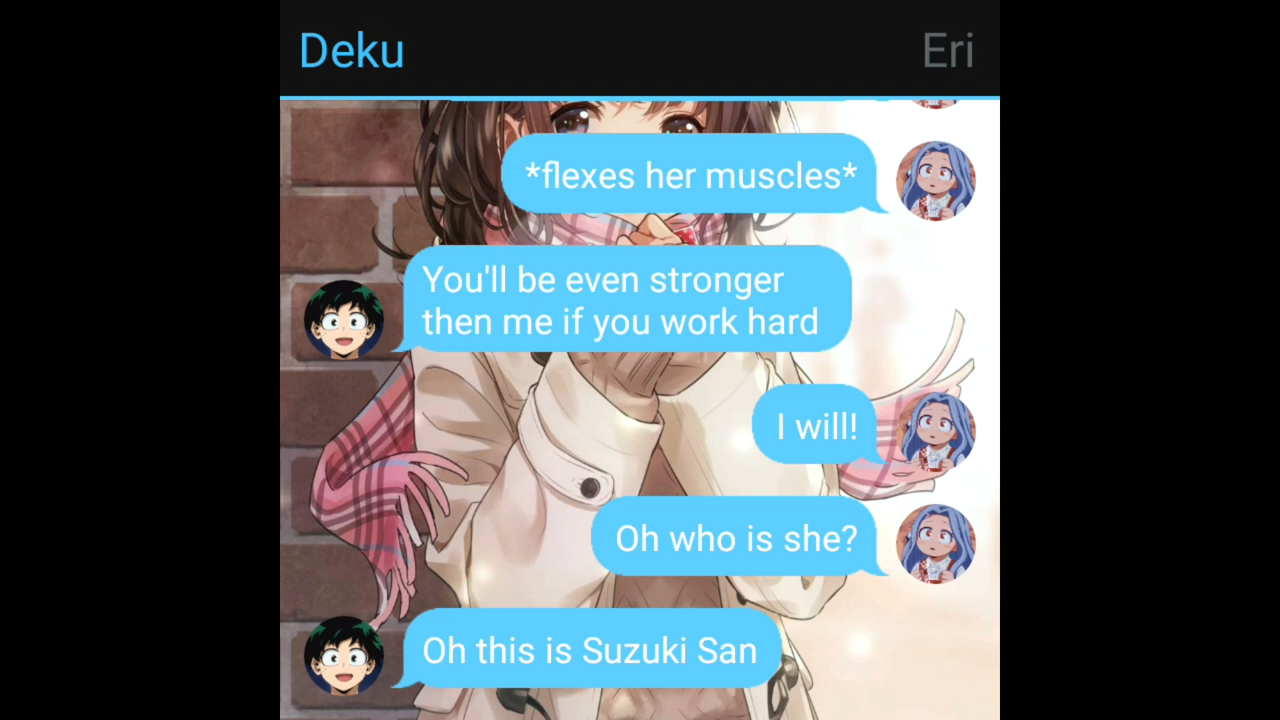 Deku
Eri
*flexes her muscles*
You'll be even stronger
then me if you work hard
I will!
Oh who is she?
Oh this is Suzuki San